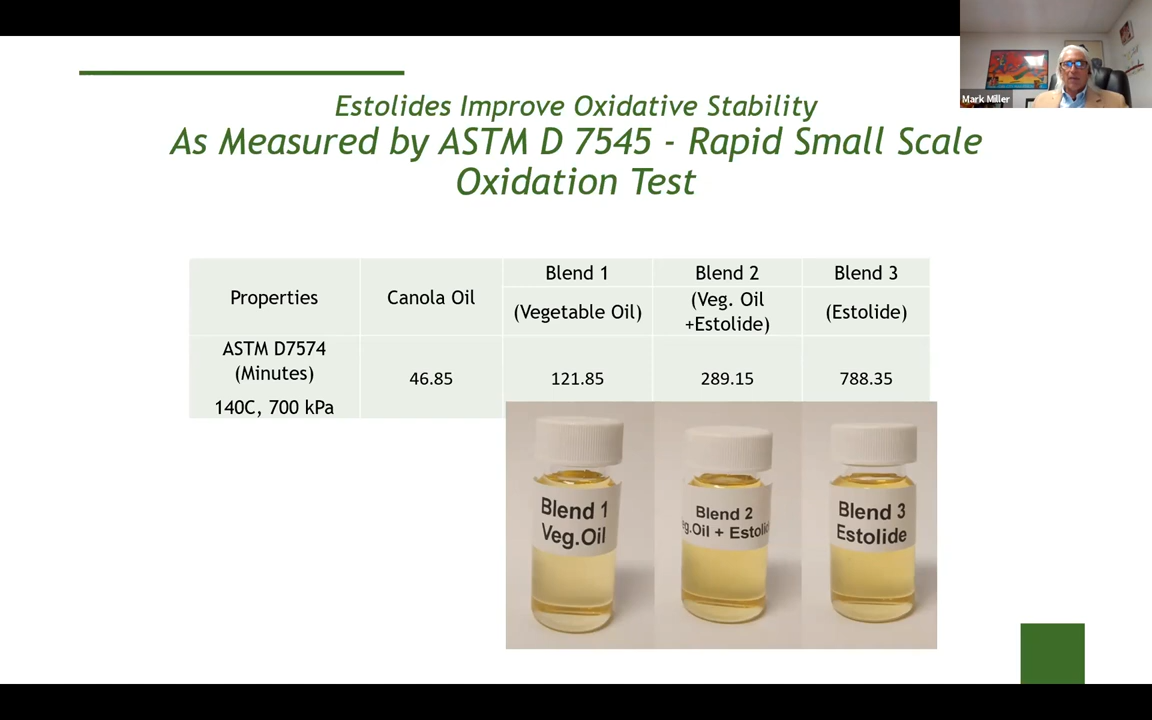 Mark Miller
Estolides Improve Oxidative Stability
As Measured by ASTM D 7545 - Rapid Small Scale
Oxidation Test
Properties
Canola Oil
Blend 1
Blend 2
Blend 3
(Vegetable Oil)
(Veg. Oil
+Estolide)
(Estolide)
ASTM D7574
(Minutes)
140C, 700 kPa
46.85
121.85
289.15
788.35
Blend 1
Veg.Oil
Blend 2
g.Oil + Estolid
Blend 3
Estolide